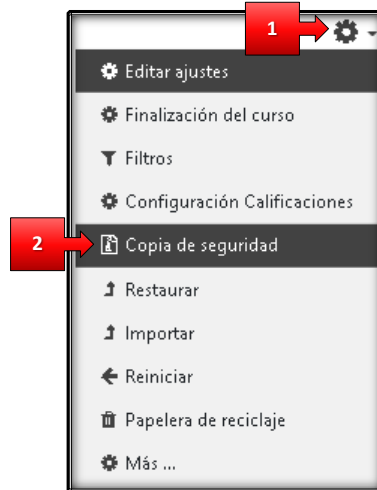 1
Editar ajustes
Finalización del curso
Filtros
Configuración Calificaciones
2
Copia de seguridad
Restaurar
Importar
Reiniciar
Papelera de reciclaje
Más ...